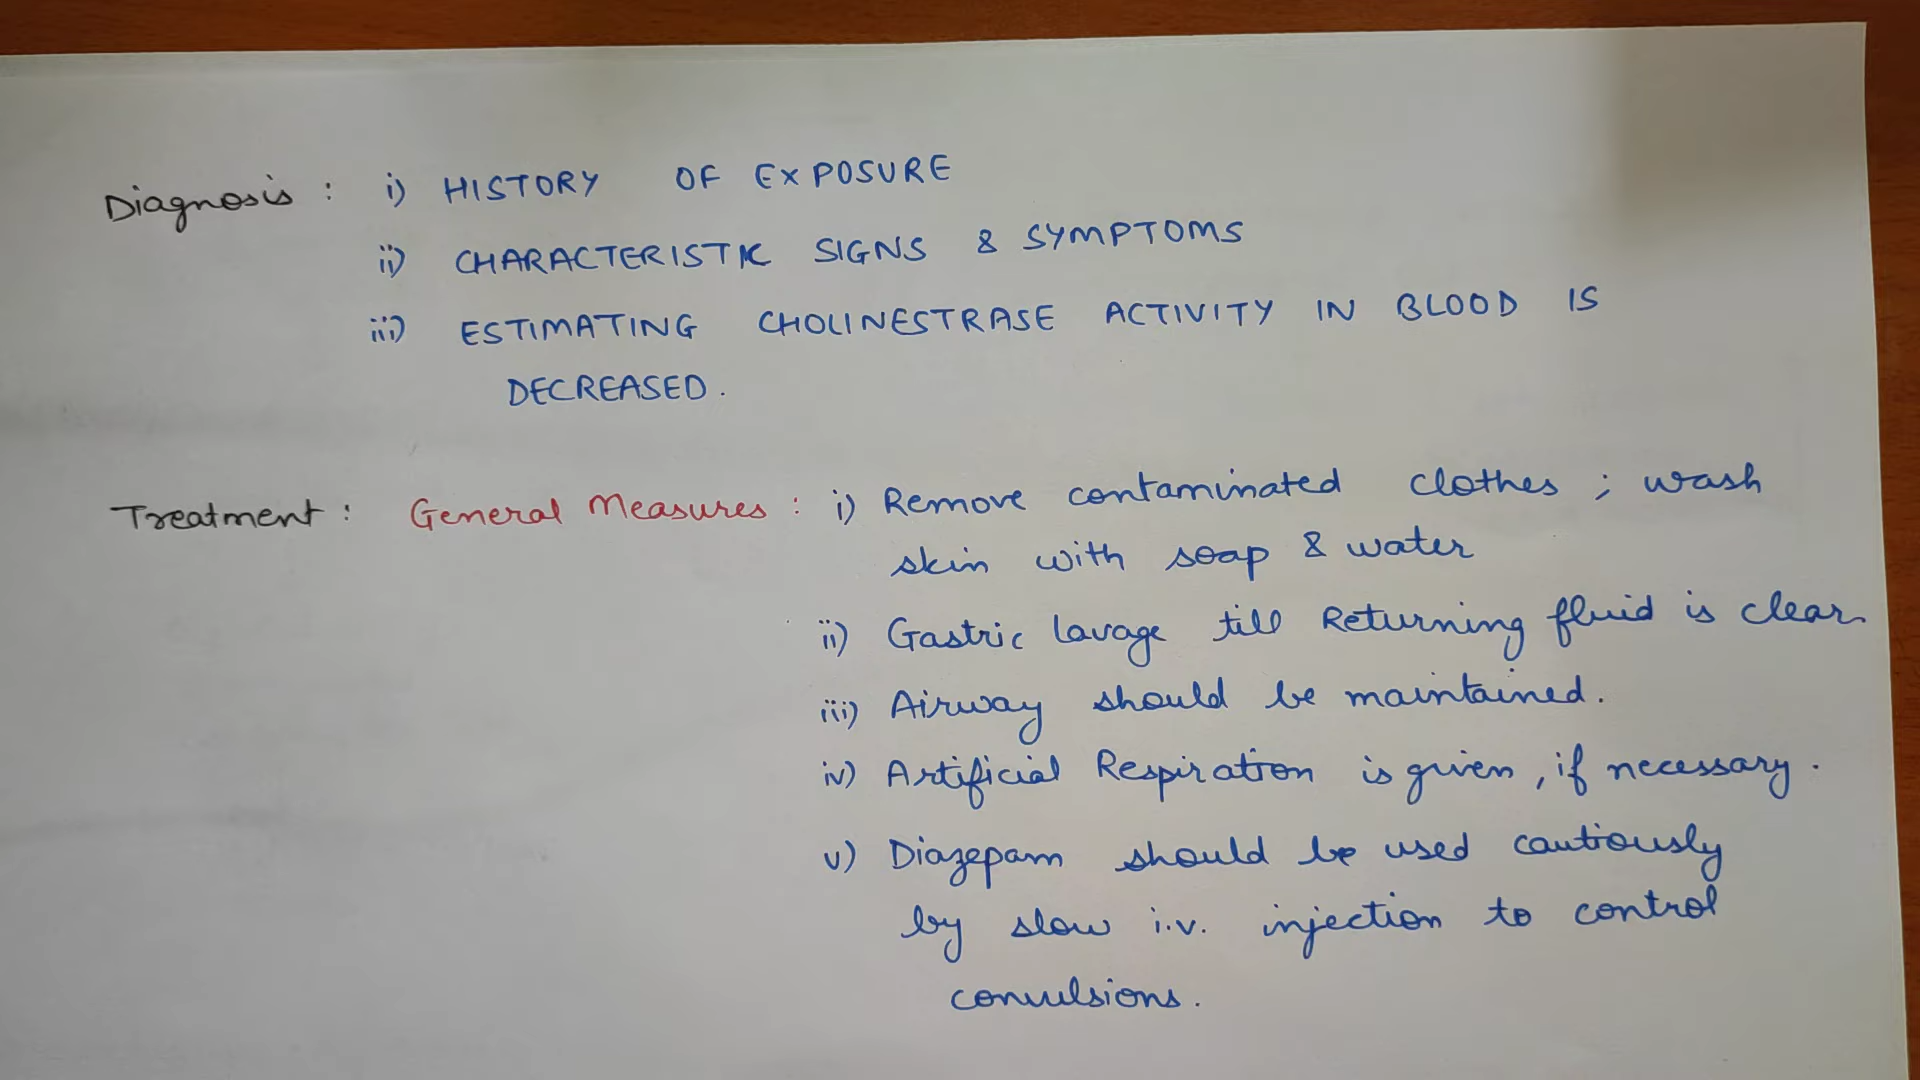 Diagnosis : i) HISTORY OF EXPOSURE
ii) CHARACTERISTIC SIGNS & SYMPTOMS
iii) ESTIMATING CHOLINESTRASE ACTIVITY IN BLOOD IS
DECREASED.
Treatment : General Measures : i) Remove contaminated clothes ; wash
skin with soap & water
ii) Gastric lavage till Returning fluid is clear
iii) Airway should be maintained.
iv) Artificial Respiration is given, if necessary.
v) Diazepam should be used cautiously
by slow i.v. injection to control
convulsions.